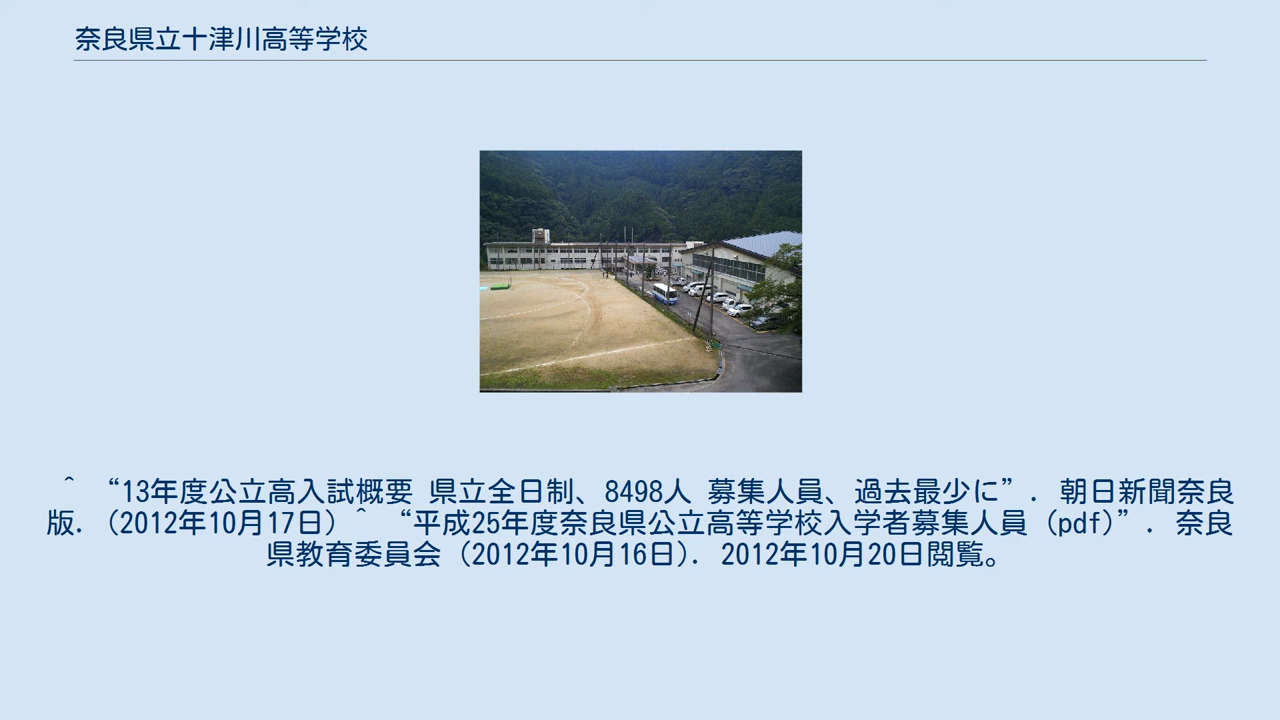 奈良県立十津川高等学校
^ “13年度公立高入試概要 県立全日制、8498人 募集人員、過去最少に”. 朝日新聞奈良
版. (2012年10月17日) ^ “平成25年度奈良県公立高等学校入学者募集人員 (pdf)”. 奈良
県教育委員会 (2012年10月16日). 2012年10月20日閲覧。